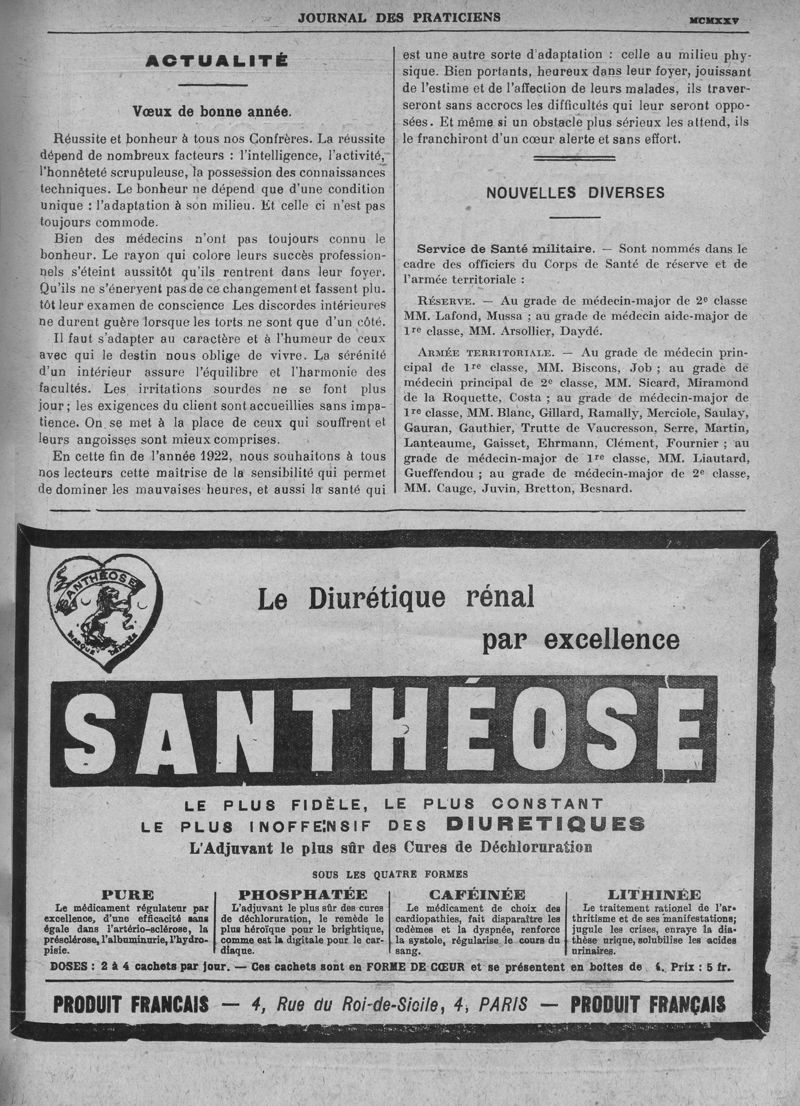 JOURNAL DES PRATICIENS
MCMXXV
ACTUALITÉ
Vœux de bonne année.
Réussite et bonheur à tous nos Confrères. La réussite
dépend de nombreux facteurs : l'intelligence, l'activité,
l'honnêteté scrupuleuse, la possession des connaissances
techniques. Le bonheur ne dépend que d'une condition
unique : l'adaptation à son milieu. Et celle ci n'est pas
toujours commode.
Bien des médecins n'ont pas toujours connu le
bonheur. Le rayon qui colore leurs succès profession-
nels s'éteint aussitôt qu'ils rentrent dans leur foyer.
Qu'ils ne s'énervent pas de ce changement et fassent plu.
tôt leur examen de conscience Les discordes intérieures
ne durent guère lorsque les torts ne sont que d'un côté.
Il faut s'adapter au caractère et à l'humeur de ceux
avec qui le destin nous oblige de vivre. La sérénité
d'un intérieur assure l'équilibre et l'harmonie des
facultés. Les irritations sourdes ne se font plus
jour ; les exigences du client sont accueillies sans impa-
tience. On se met à la place de ceux qui souffrent et
leurs angoisses sont mieux comprises.
En cette fin de l'année 1922, nous souhaitons à tous
nos lecteurs cette maitrise de la sensibilité qui permet
de dominer les mauvaises heures, et aussi la santé qui
est une autre sorte d'adaptation : celle au milieu phy-
sique. Bien portants, heureux dans leur foyer, jouissant
de l'estime et de l'affection de leurs malades, ils traver-
seront sans accrocs les difficultés qui leur seront oppo-
sées. Et même si un obstacle plus sérieux les attend, ils
le franchiront d'un cœur alerte et sans effort.
NOUVELLES DIVERSES
Service de Santé militaire. — Sont nommés dans le
cadre des officiers du Corps de Santé de réserve et de
l'armée territoriale :
RÉSERVE. — Au grade de médecin-major de 2e classe
MM. Lafond, Mussa ; au grade de médecin aide-major de
1re classe, MM. Arsollier, Daydé.
ARMÉE TERRITORIALE. — Au grade de médecin prin-
cipal de 1re classe, MM. Biscons, Job ; au grade de
médecin principal de 2e classe, MM. Sicard, Miramond
de la Roquette, Costa ; au grade de médecin-major de
1re classe, MM. Blanc, Gillard, Ramally, Merciole, Saulay,
Gauran, Gauthier, Trutte de Vaucresson, Serre, Martin,
Lanteaume, Gaisset, Ehrmann, Clément, Fournier ; au
grade de médecin-major de 1re classe, MM. Liautard,
Gueffendou ; au grade de médecin-major de 2e classe,
MM. Cauge, Juvin, Bretton, Besnard.
SANTHÉOSE
MARQUE DÉPOSÉE
Le Diurétique rénal
par excellence
SANTHÉOSE
LE PLUS FIDÈLE, LE PLUS CONSTANT
LE PLUS INOFFENSIF DES DIURETIQUES
L'Adjuvant le plus sûr des Cures de Déchloruration
SOUS LES QUATRE FORMES
PURE
Le médicament régulateur par
excellence, d'une efficacité sans
égale dans l'artério-sclérose, la
présclérose, l'albuminurie, l'hydro-
pisie.
PHOSPHATÉE
L'adjuvant le plus sûr des cures
de déchloruration, le remède le
plus héroïque pour le brightique,
comme est la digitale pour le car-
diaque.
CAFÉINÉE
Le médicament de choix des
cardiopathies, fait disparaître les
œdèmes et la dyspnée, renforce
la systole, régularise le cours du
sang.
LITHINÉE
Le traitement rationel de l'ar-
thritisme et de ses manifestations;
jugule les crises, enraye la dia-
thèse urique, solubilise les acides
urinaires.
DOSES : 2 à 4 cachets par jour. — Ces cachets sont en FORME DE CŒUR et se présentent en boîtes de Prix : 5 fr.
PRODUIT FRANCAIS — 4, Rue du Roi-de-Sicile, 4, PARIS — PRODUIT FRANÇAIS